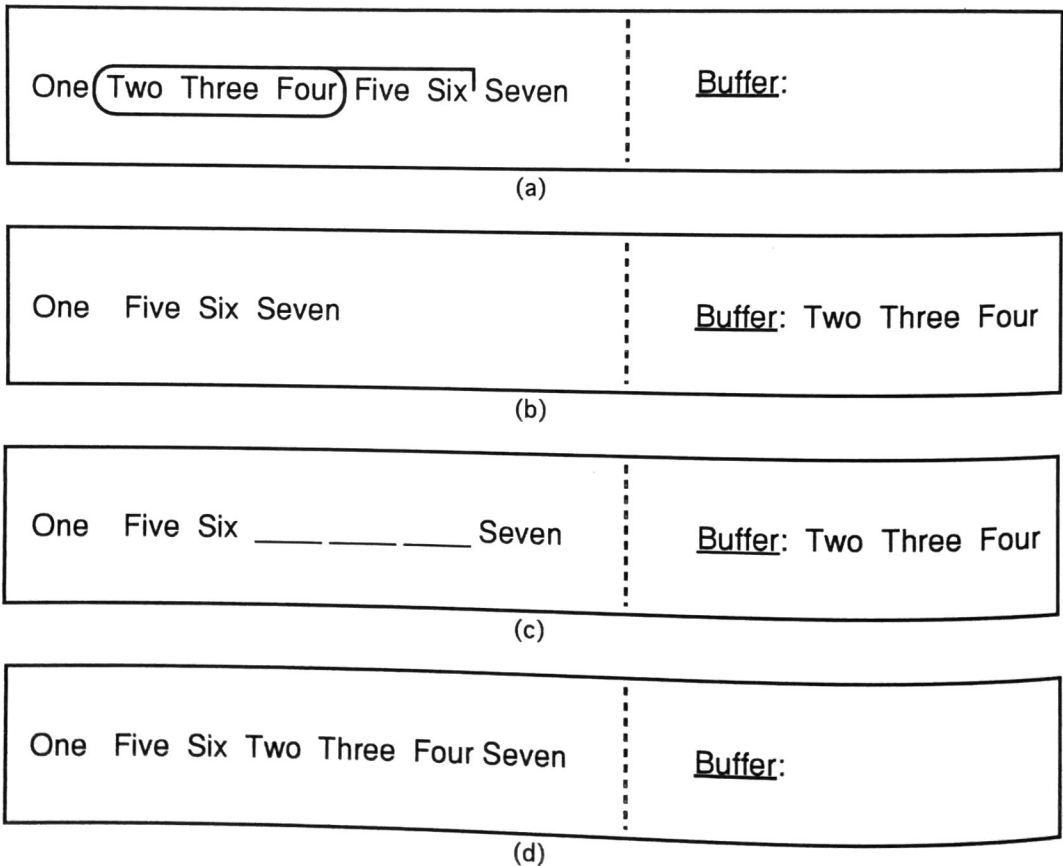 One Two Three Four Five Six Seven Buffer:
(a)
One Five Six Seven Buffer: Two Three Four
(b)
One Five Six ____ ____ ____ Seven Buffer: Two Three Four
(c)
One Five Six Two Three Four Seven Buffer:
(d)